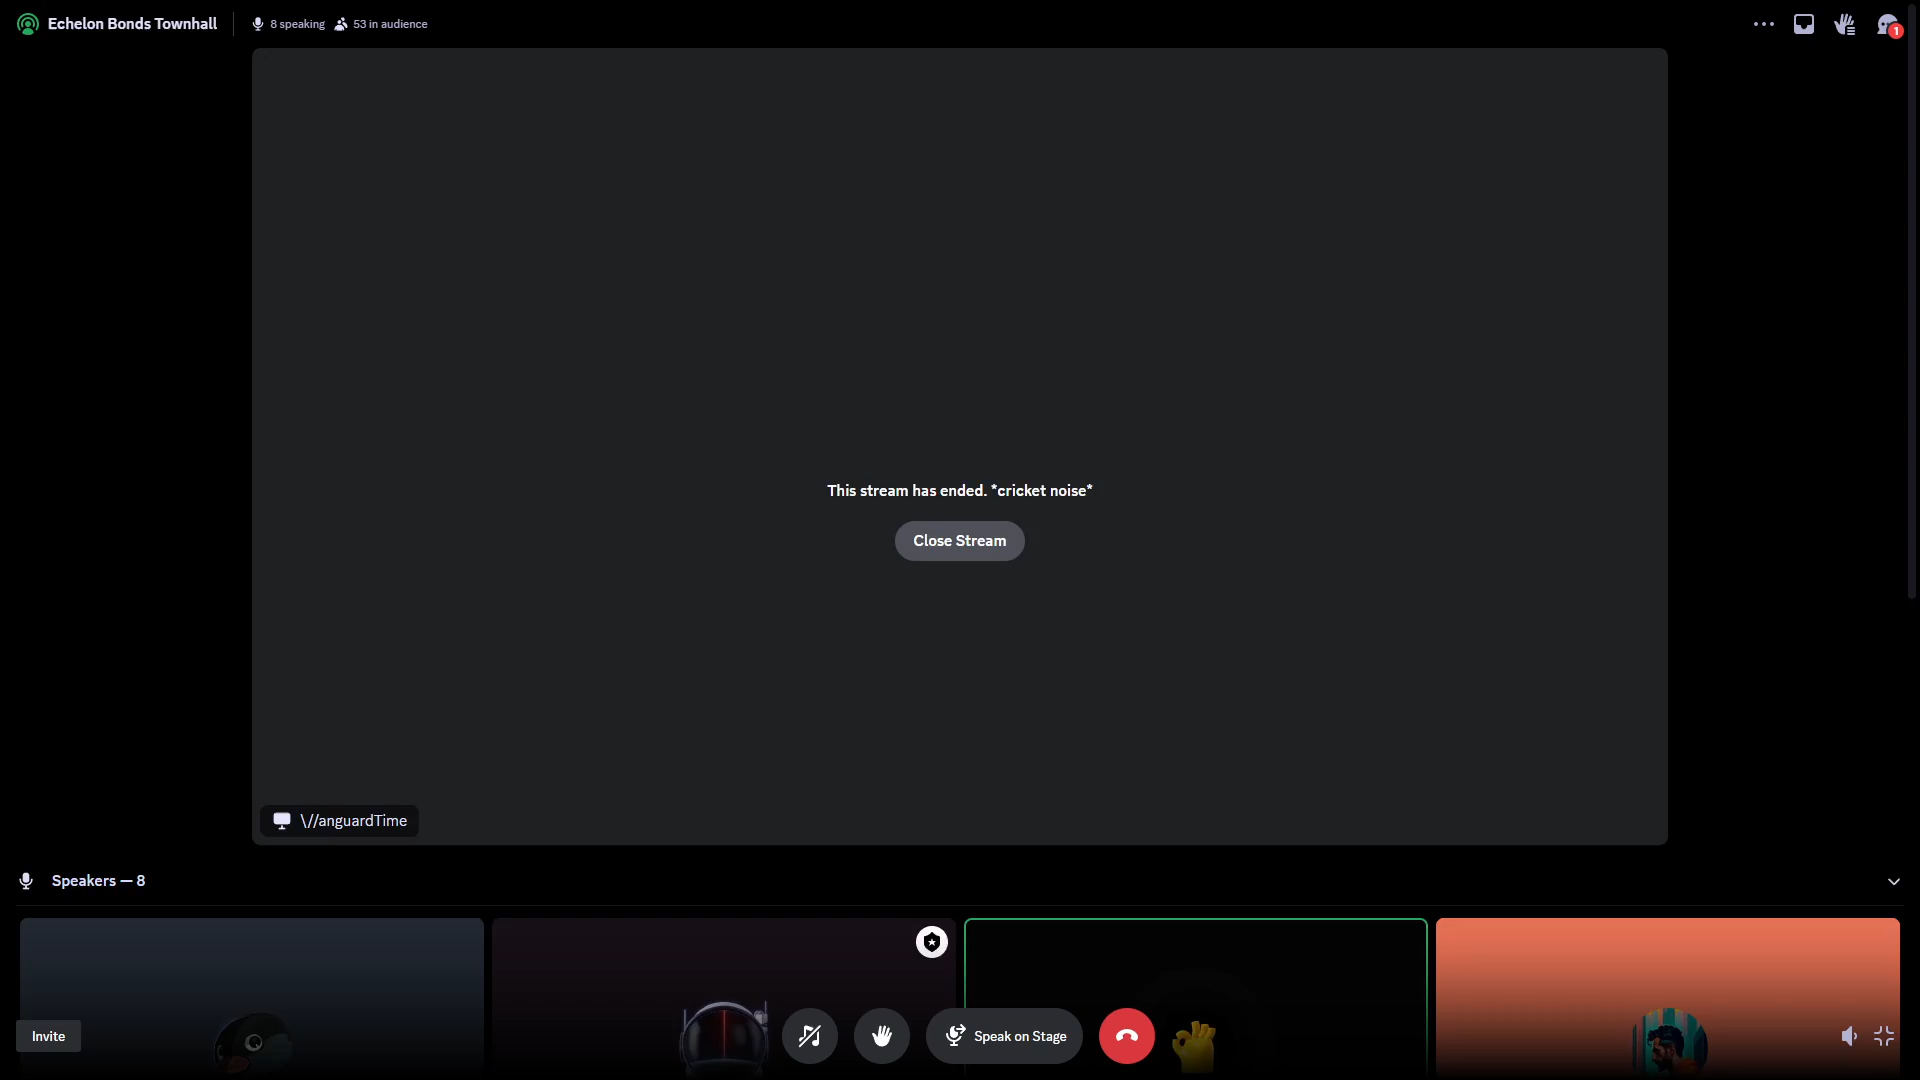 Echelon Bonds Townhall
8 speaking
53 in audience
1
This stream has ended. *cricket noise*
Close Stream
\//anguardTime
Speakers — 8
Invite
Speak on Stage